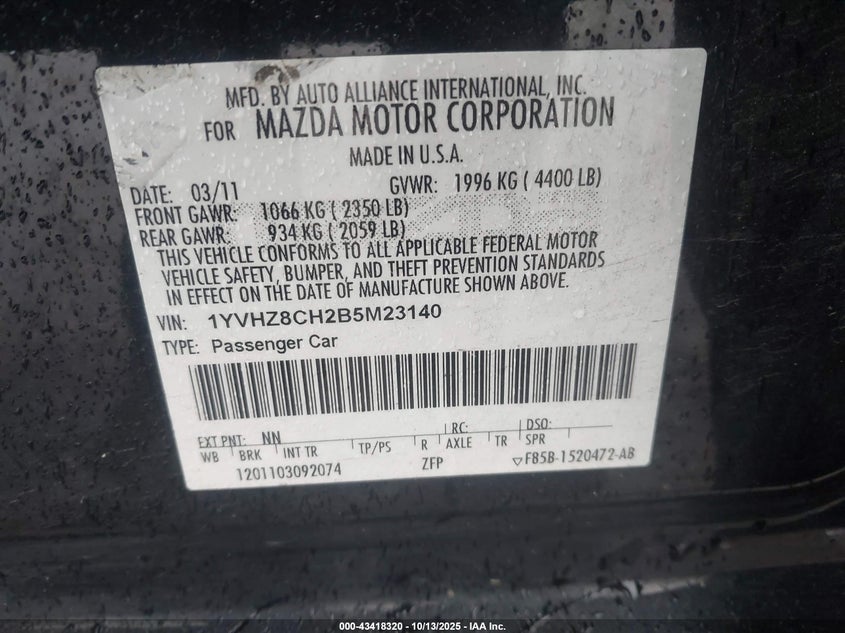 MFD. BY AUTO ALLIANCE INTERNATIONAL, INC.
FOR MAZDA MOTOR CORPORATION
MADE IN U.S.A.
DATE: 03/11 GVWR: 1996 KG ( 4400 LB)
FRONT GAWR: 1066 KG ( 2350 LB)
REAR GAWR: 934 KG ( 2059 LB)
THIS VEHICLE CONFORMS TO ALL APPLICABLE FEDERAL MOTOR
VEHICLE SAFETY, BUMPER, AND THEFT PREVENTION STANDARDS
IN EFFECT ON THE DATE OF MANUFACTURE SHOWN ABOVE.
VIN: 1YVHZ8CH2B5M23140
TYPE: Passenger Car
EXT PNT: NN RC: DSO:
WB BRK INT TR TP/PS R AXLE TR SPR
1201103092074 ZFP ▽F85B-1520472-AB
000-43418320 - 10/13/2025 - IAA Inc.